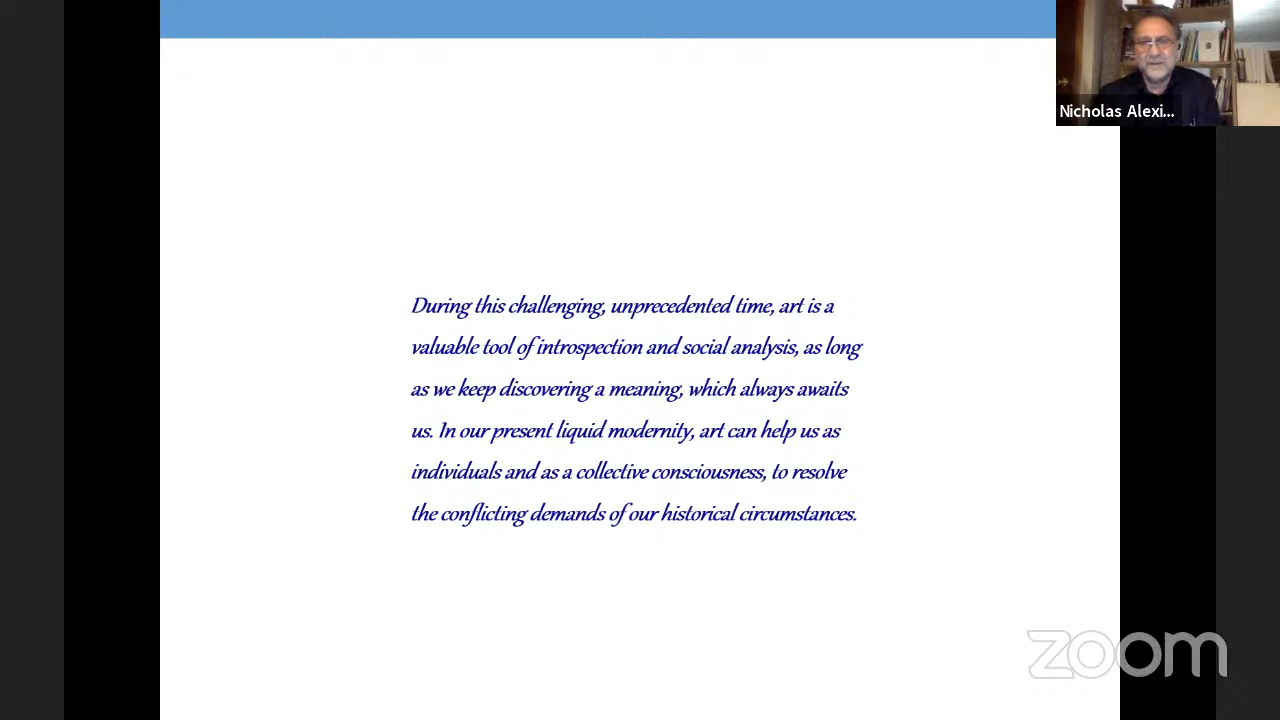 Nicholas Alexi...
During this challenging, unprecedented time, art is a
valuable tool of introspection and social analysis, as long
as we keep discovering a meaning, which always awaits
us. In our present liquid modernity, art can help us as
individuals and as a collective consciousness, to resolve
the conflicting demands of our historical circumstances.
zoom